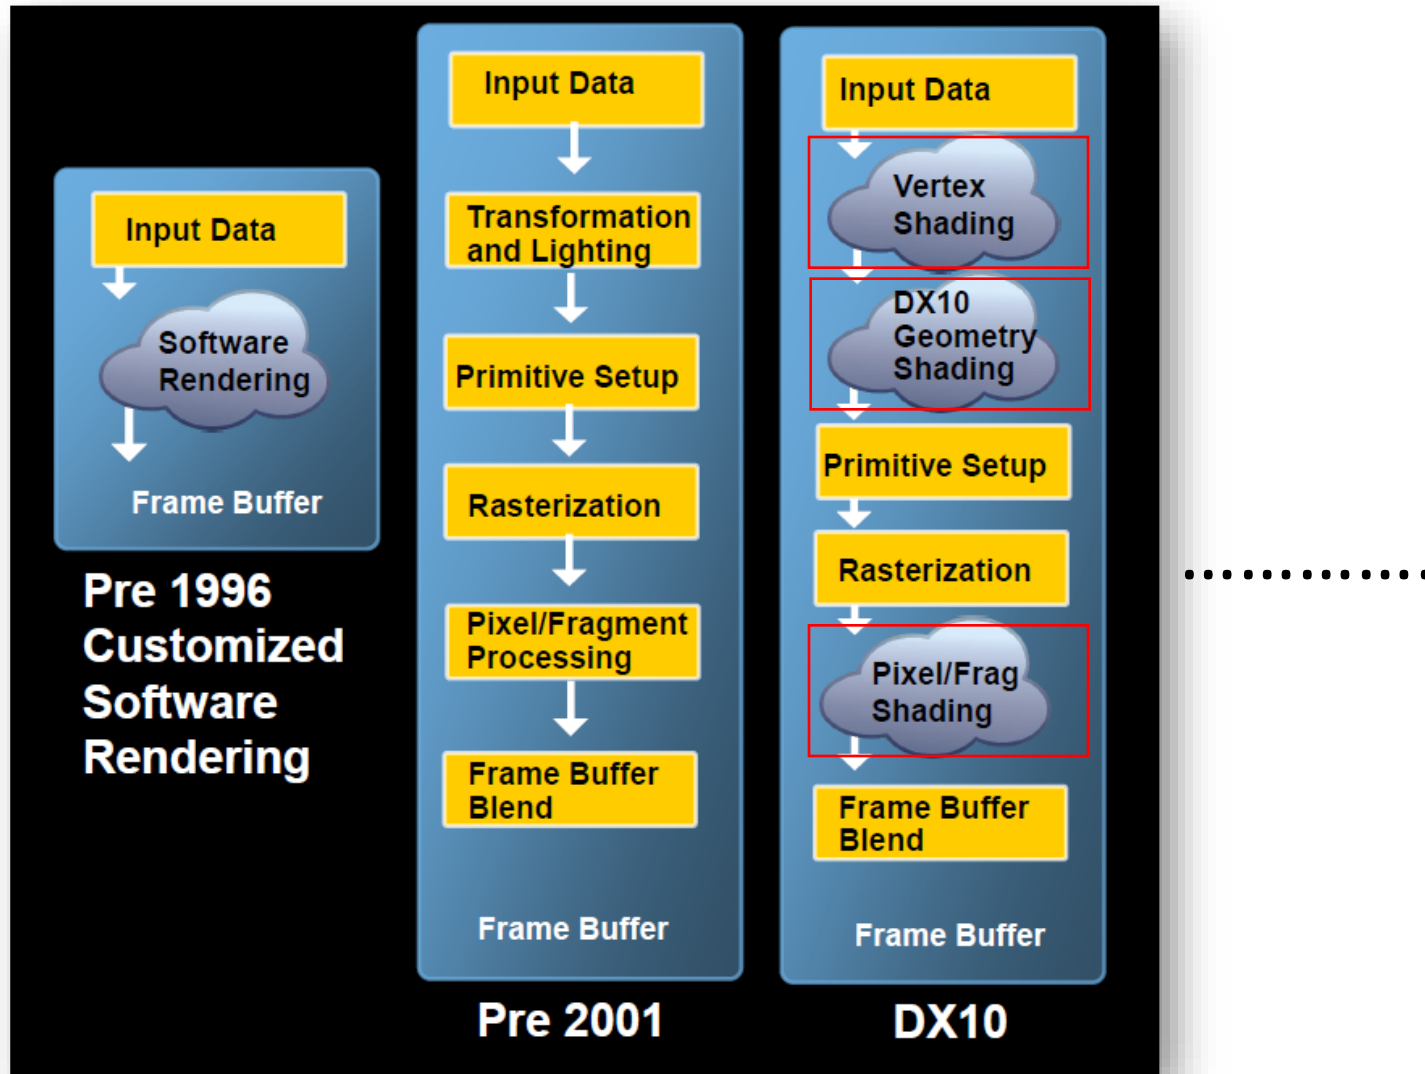 Input Data
Software
Rendering
Frame Buffer
Pre 1996
Customized
Software
Rendering
Input Data
Transformation
and Lighting
Primitive Setup
Rasterization
Pixel/Fragment
Processing
Frame Buffer
Blend
Frame Buffer
Pre 2001
Input Data
Vertex
Shading
DX10
Geometry
Shading
Primitive Setup
Rasterization
Pixel/Frag
Shading
Frame Buffer
Blend
Frame Buffer
DX10